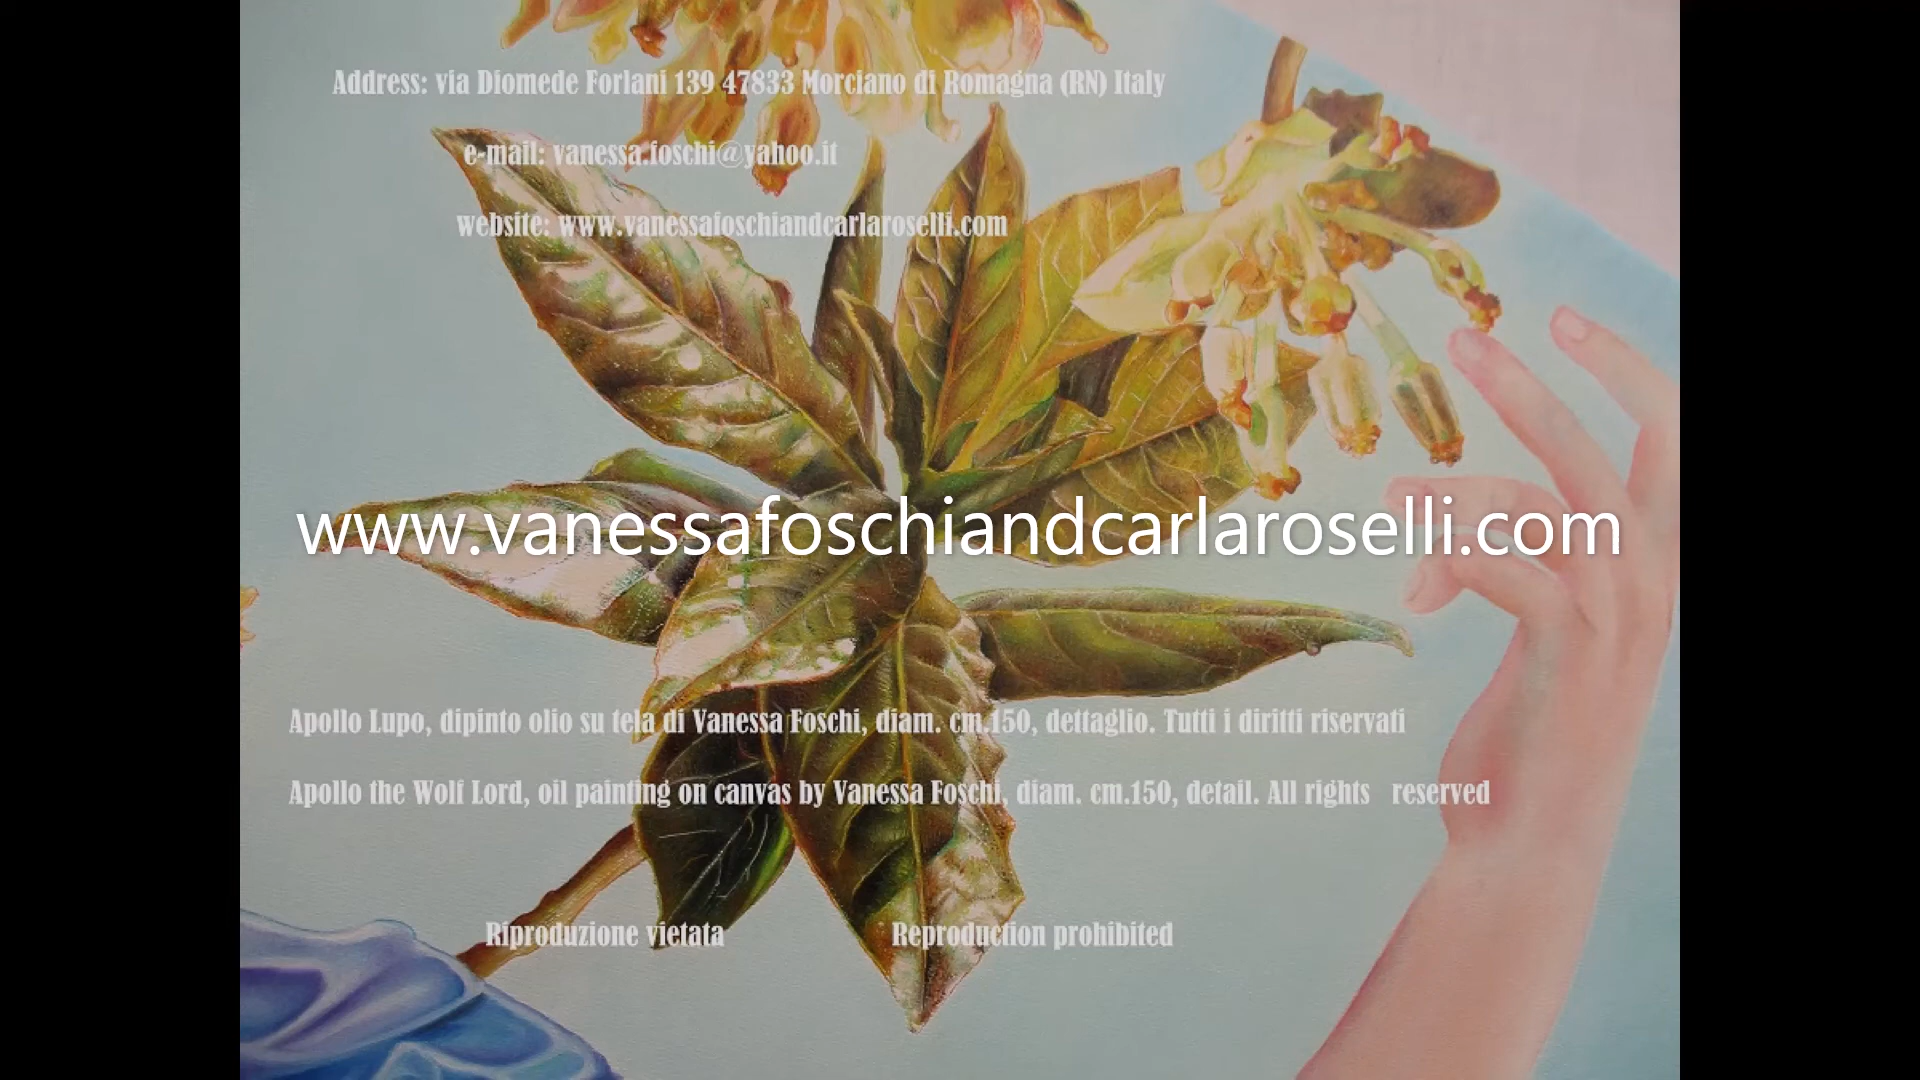 Address: via Diomede Forlani 139 47833 Morciano di Romagna (RN) Italy
e-mail: vanessa.foschi@yahoo.it
website: www.vanessafoschiandcarlaroselli.com
www.vanessafoschiandcarlaroselli.com
Apollo Lupo, dipinto olio su tela di Vanessa Foschi, diam. cm.150, dettaglio. Tutti i diritti riservati
Apollo the Wolf Lord, oil painting on canvas by Vanessa Foschi, diam. cm.150, detail. All rights reserved
Riproduzione vietata Reproduction prohibited